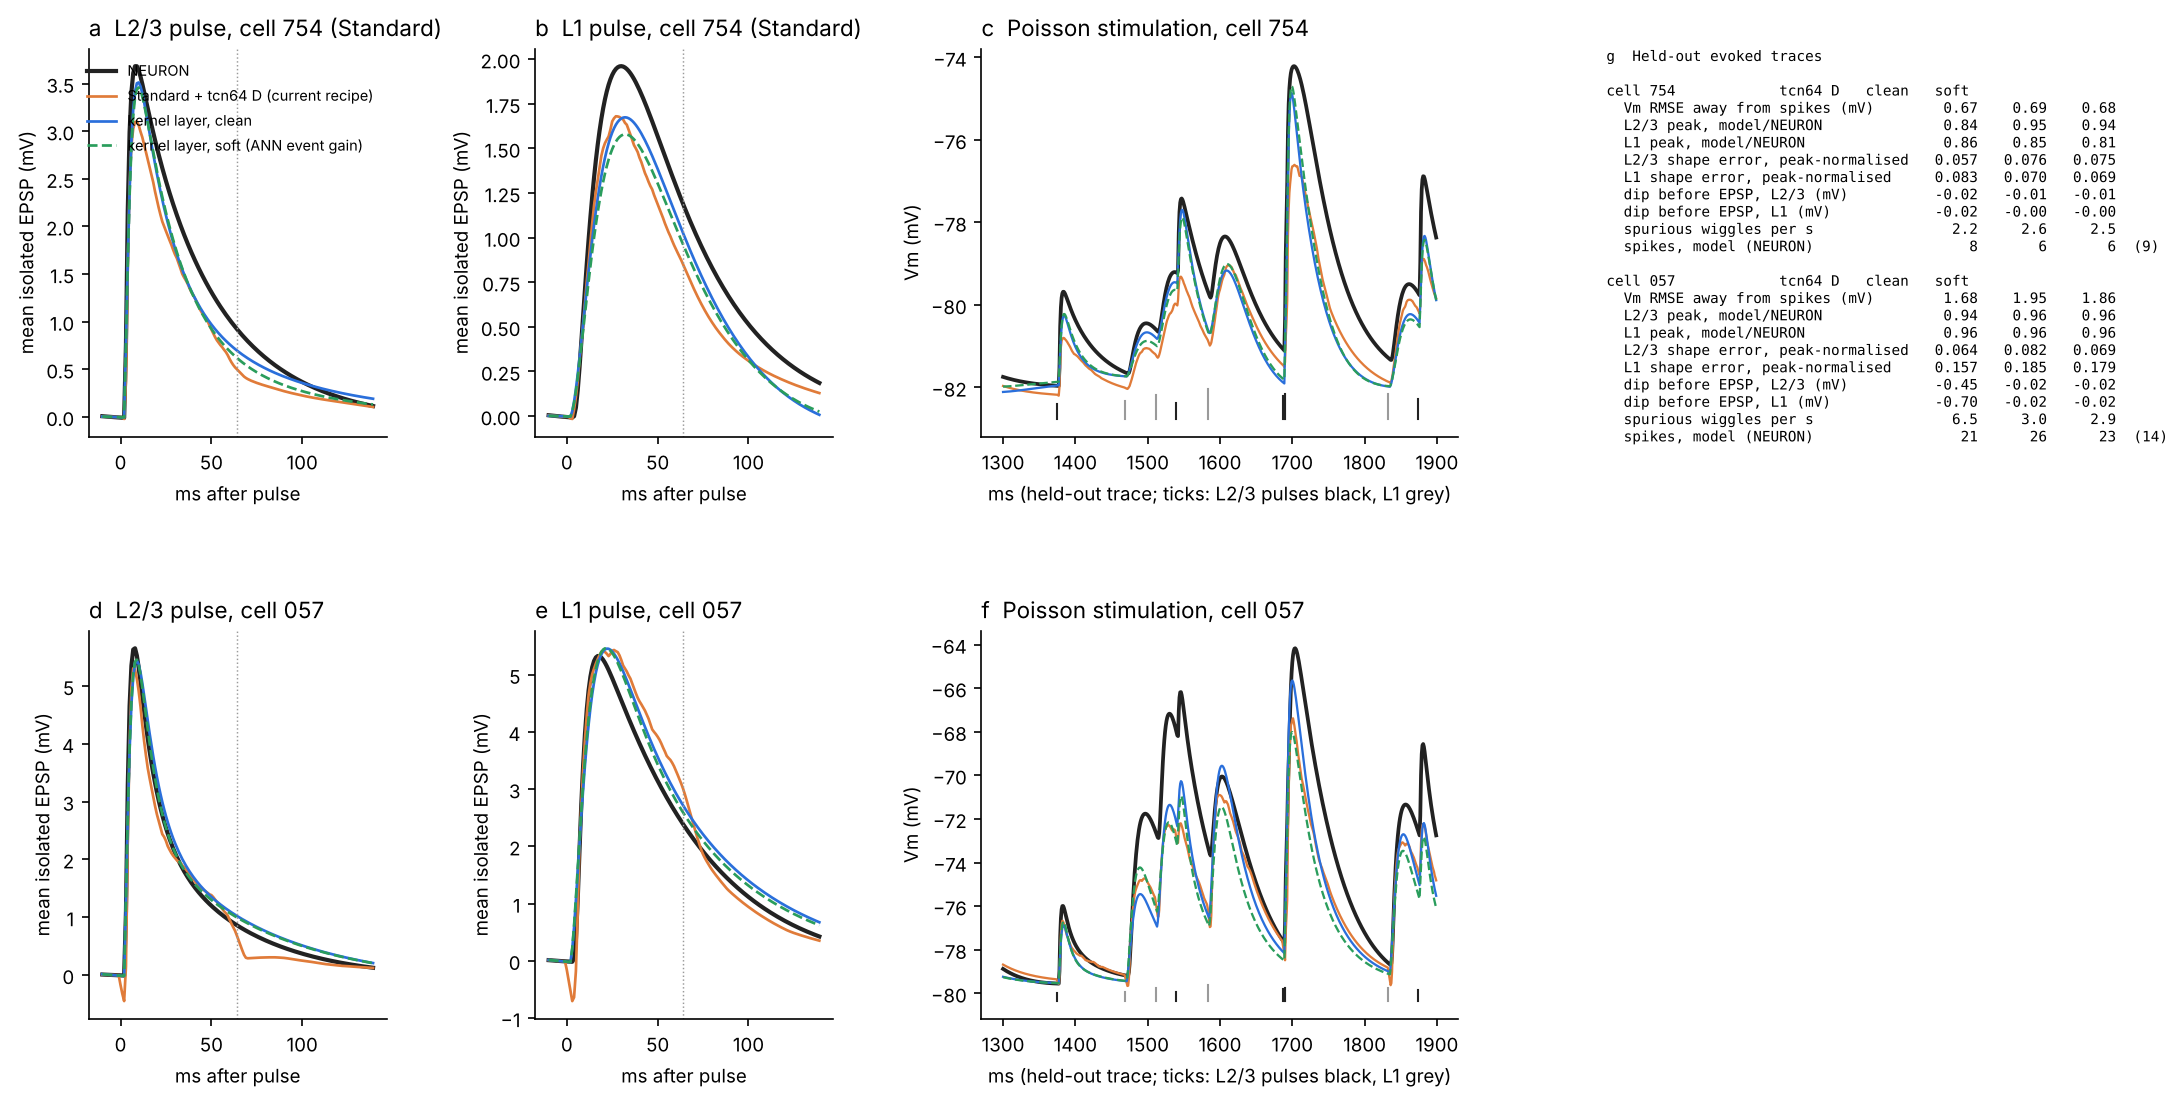 a L2/3 pulse, cell 754 (Standard)
NEURON
Standard + tcn64 D (current recipe)
kernel layer, clean
kernel layer, soft (ANN event gain)
mean isolated EPSP (mV)
3.5
3.0
2.5
2.0
1.5
1.0
0.5
0.0
0 50 100
ms after pulse
b L1 pulse, cell 754 (Standard)
mean isolated EPSP (mV)
2.00
1.75
1.50
1.25
1.00
0.75
0.50
0.25
0.00
0 50 100
ms after pulse
c Poisson stimulation, cell 754
Vm (mV)
−74
−76
−78
−80
−82
1300 1400 1500 1600 1700 1800 1900
ms (held-out trace; ticks: L2/3 pulses black, L1 grey)
g Held-out evoked traces
cell 754 tcn64 D clean soft
Vm RMSE away from spikes (mV) 0.67 0.69 0.68
L2/3 peak, model/NEURON 0.84 0.95 0.94
L1 peak, model/NEURON 0.86 0.85 0.81
L2/3 shape error, peak-normalised 0.057 0.076 0.075
L1 shape error, peak-normalised 0.083 0.070 0.069
dip before EPSP, L2/3 (mV) -0.02 -0.01 -0.01
dip before EPSP, L1 (mV) -0.02 -0.00 -0.00
spurious wiggles per s 2.2 2.6 2.5
spikes, model (NEURON) 8 6 6 (9)
cell 057 tcn64 D clean soft
Vm RMSE away from spikes (mV) 1.68 1.95 1.86
L2/3 peak, model/NEURON 0.94 0.96 0.96
L1 peak, model/NEURON 0.96 0.96 0.96
L2/3 shape error, peak-normalised 0.064 0.082 0.069
L1 shape error, peak-normalised 0.157 0.185 0.179
dip before EPSP, L2/3 (mV) -0.45 -0.02 -0.02
dip before EPSP, L1 (mV) -0.70 -0.02 -0.02
spurious wiggles per s 6.5 3.0 2.9
spikes, model (NEURON) 21 26 23 (14)
d L2/3 pulse, cell 057
mean isolated EPSP (mV)
5
4
3
2
1
0
0 50 100
ms after pulse
e L1 pulse, cell 057
mean isolated EPSP (mV)
5
4
3
2
1
0
−1
0 50 100
ms after pulse
f Poisson stimulation, cell 057
Vm (mV)
−64
−66
−68
−70
−72
−74
−76
−78
−80
1300 1400 1500 1600 1700 1800 1900
ms (held-out trace; ticks: L2/3 pulses black, L1 grey)